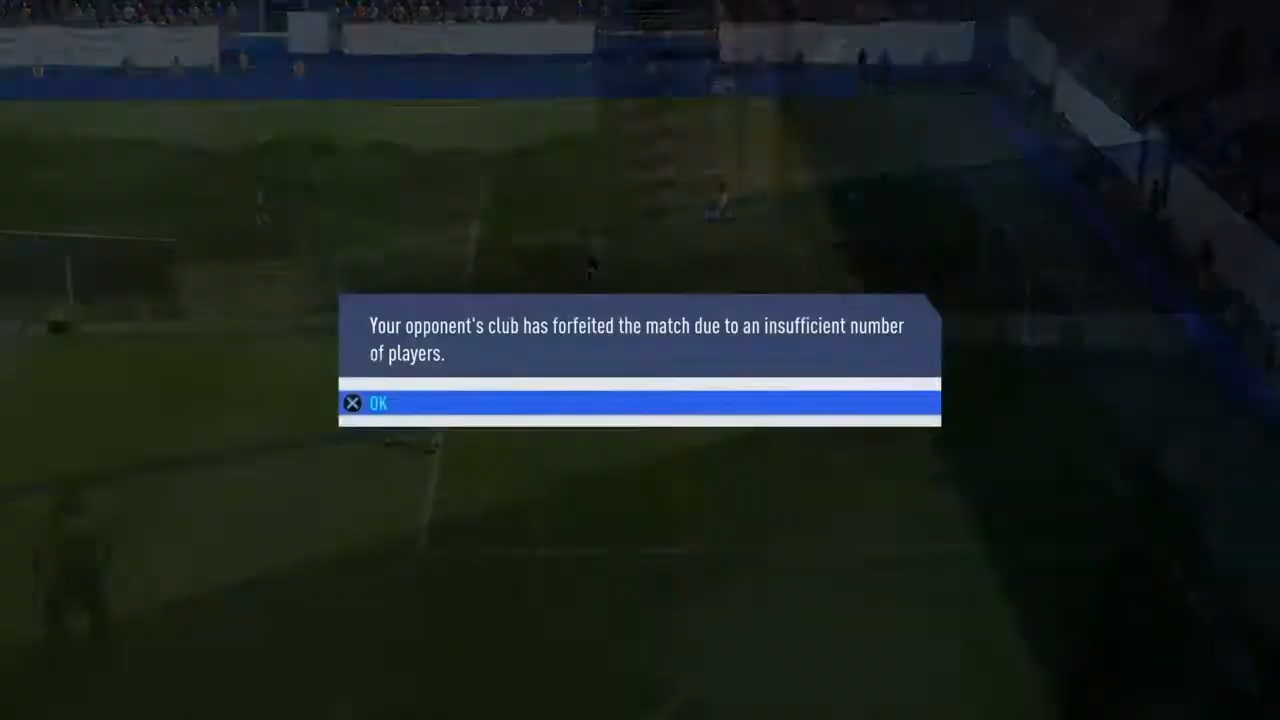 Your opponent's club has forfeited the match due to an insufficient number
of players.
OK